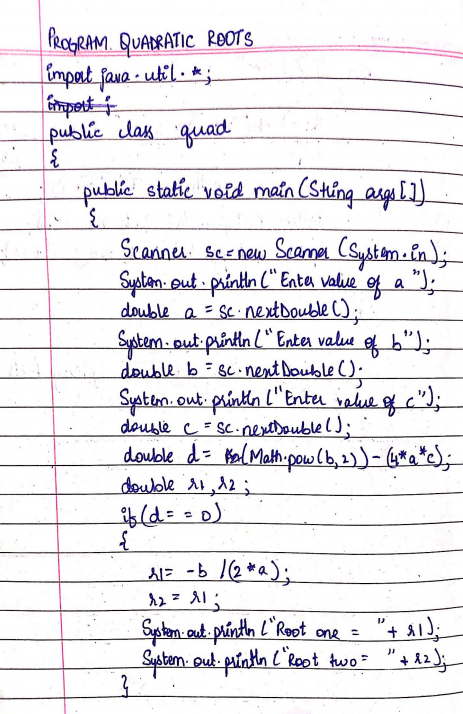 PROGRAM QUADRATIC ROOTS
import java.util.*;
import j
public class quad
{
public static void main (String args [])
{
Scanner sc = new Scanner (System.in);
System.out.println ("Enter value of a ");
double a = sc.nextDouble();
System.out.println ("Enter value of b");
double b = sc.nextDouble();
System.out.println ("Enter value of c");
double c = sc.nextDouble();
double d = (Math.pow(b,2)) - (4*a*c);
double r1, r2;
if (d = = 0)
{
r1 = -b /(2*a);
r2 = r1;
System.out.println ("Root one = "+ r1);
System.out.println ("Root two = "+ r2);
}